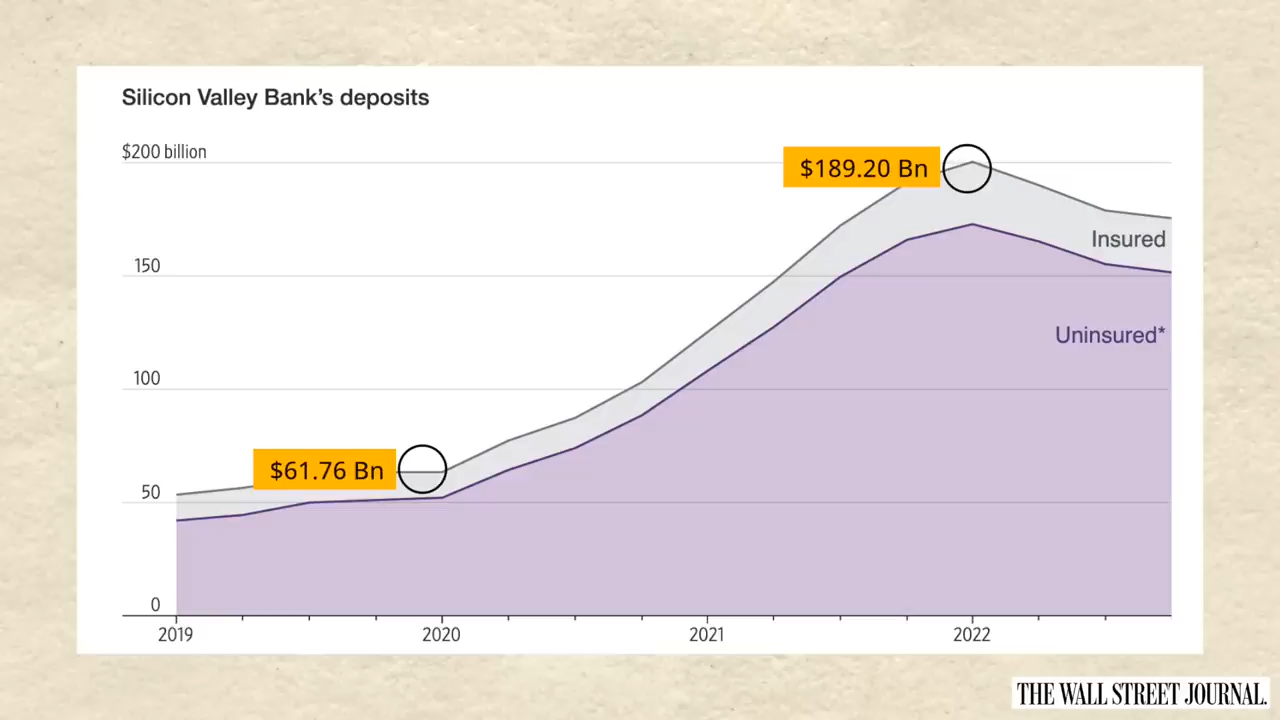 Silicon Valley Bank's deposits
$200 billion
$189.20 Bn
Insured
150
Uninsured*
100
$61.76 Bn
50
0
2019 2020 2021 2022
THE WALL STREET JOURNAL.